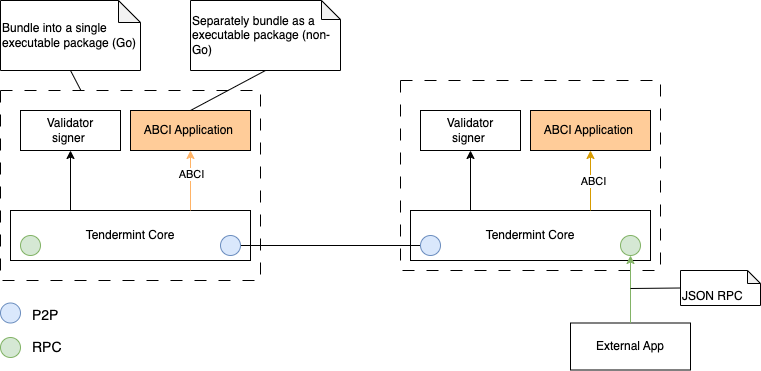 Bundle into a single
executable package (Go)
Separately bundle as a
executable package (non-
Go)
Validator
signer
ABCI Application
ABCI
Tendermint Core
Validator
signer
ABCI Application
ABCI
Tendermint Core
P2P
RPC
JSON RPC
External App